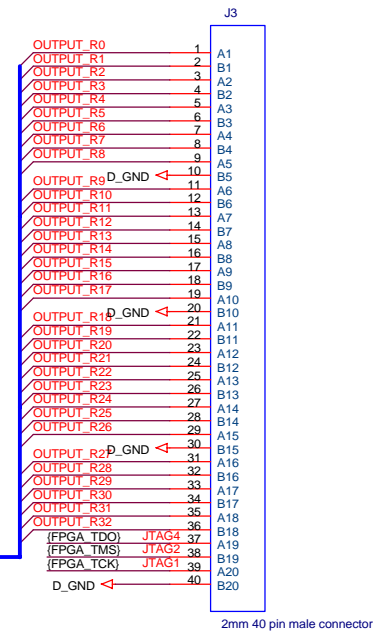 J3
OUTPUT_R0 1 A1
OUTPUT_R1 2 B1
OUTPUT_R2 3 A2
OUTPUT_R3 4 B2
OUTPUT_R4 5 A3
OUTPUT_R5 6 B3
OUTPUT_R6 7 A4
OUTPUT_R7 8 B4
OUTPUT_R8 9 A5
D_GND 10 B5
OUTPUT_R9 11 A6
OUTPUT_R10 12 B6
OUTPUT_R11 13 A7
OUTPUT_R12 14 B7
OUTPUT_R13 15 A8
OUTPUT_R14 16 B8
OUTPUT_R15 17 A9
OUTPUT_R16 18 B9
OUTPUT_R17 19 A10
D_GND 20 B10
OUTPUT_R18 21 A11
OUTPUT_R19 22 B11
OUTPUT_R20 23 A12
OUTPUT_R21 24 B12
OUTPUT_R22 25 A13
OUTPUT_R23 26 B13
OUTPUT_R24 27 A14
OUTPUT_R25 28 B14
OUTPUT_R26 29 A15
D_GND 30 B15
OUTPUT_R27 31 A16
OUTPUT_R28 32 B16
OUTPUT_R29 33 A17
OUTPUT_R30 34 B17
OUTPUT_R31 35 A18
OUTPUT_R32 36 B18
{FPGA_TDO} JTAG4 37 A19
{FPGA_TMS} JTAG2 38 B19
{FPGA_TCK} JTAG1 39 A20
D_GND 40 B20
2mm 40 pin male connector